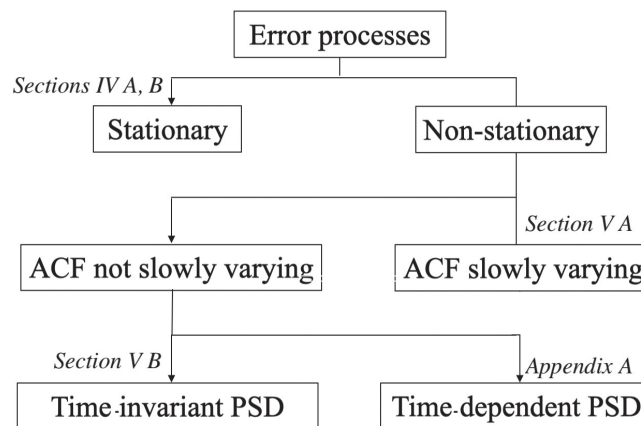 Error processes
Sections IV A, B
Stationary
Non-stationary
Section V A
ACF not slowly varying
ACF slowly varying
Section V B
Appendix A
Time-invariant PSD
Time-dependent PSD